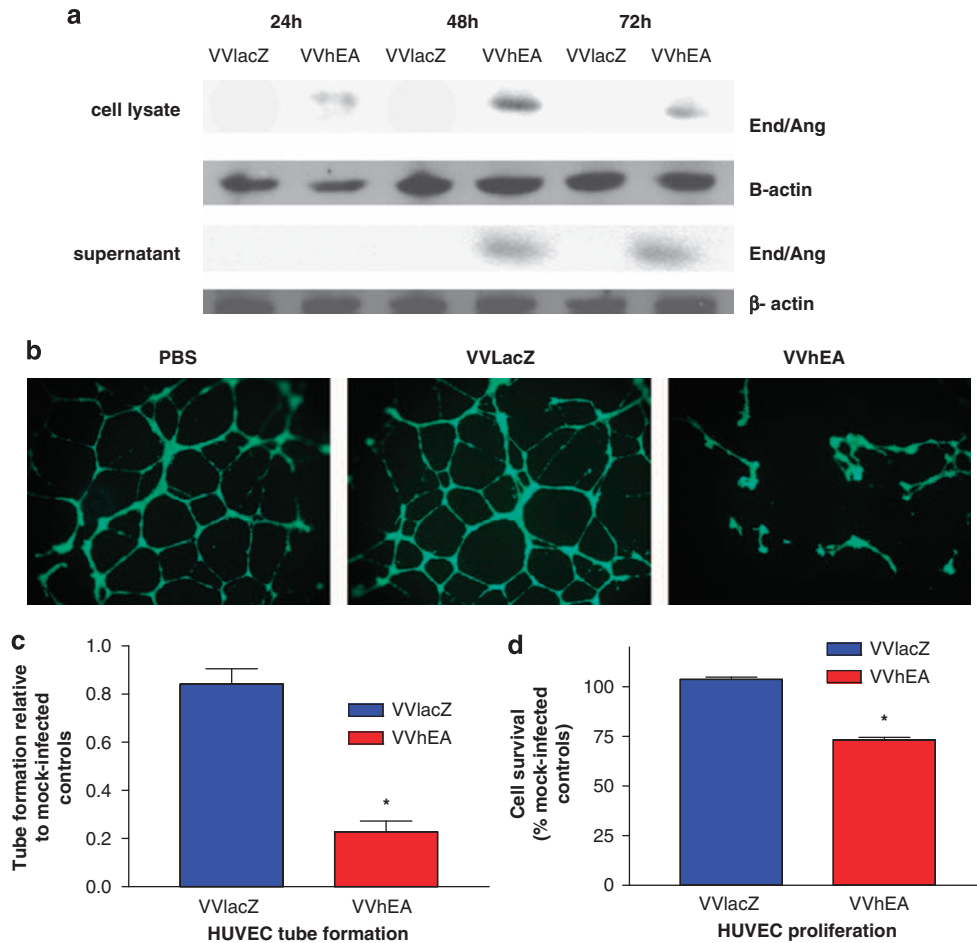 a
24h 48h 72h
VVlacZ VVhEA VVlacZ VVhEA VVlacZ VVhEA
cell lysate
End/Ang
B-actin
supernatant
End/Ang
β- actin
b
PBS VVLacZ VVhEA
c
Tube formation relative
to mock-infected
controls
1.0
0.8
0.6
0.4
0.2
0.0
VVlacZ
VVhEA
*
VVlacZ VVhEA
HUVEC tube formation
d
Cell survival
(% mock-infected
controls)
100
75
50
25
0
VVlacZ
VVhEA
*
VVlacZ VVhEA
HUVEC proliferation